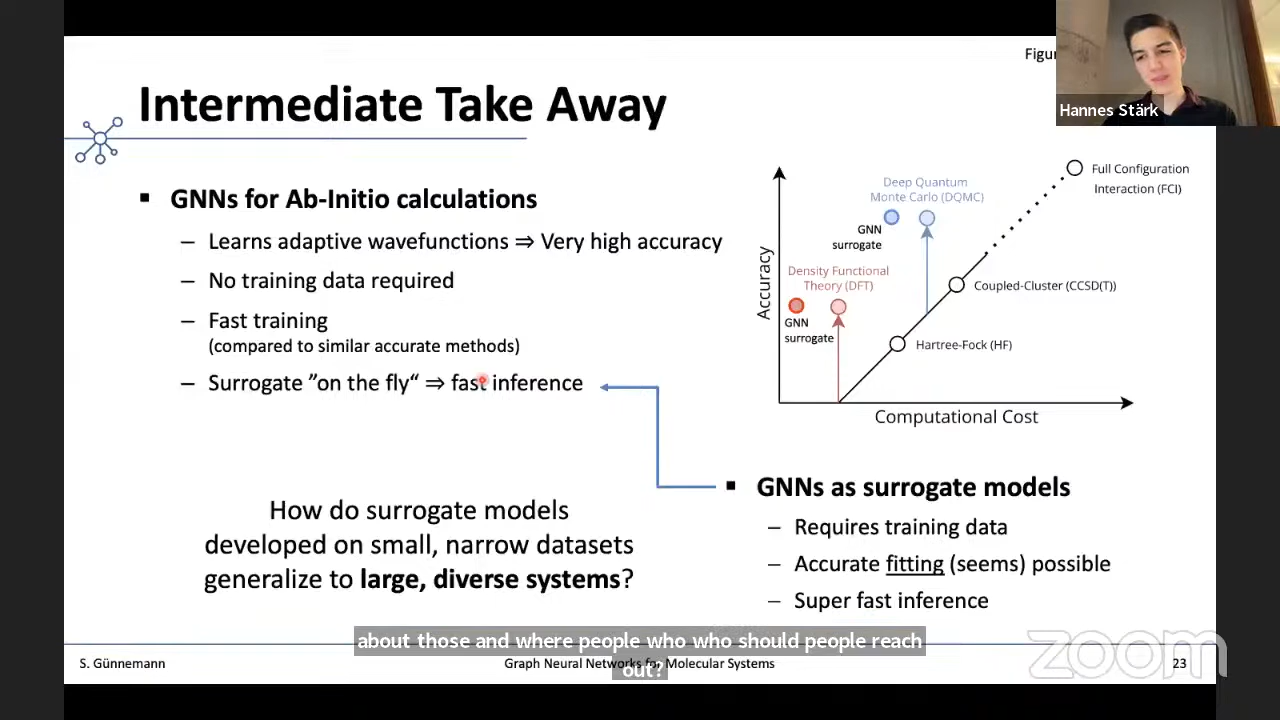 Figur
Hannes Stärk
Intermediate Take Away
▪ GNNs for Ab-Initio calculations
– Learns adaptive wavefunctions ⇒ Very high accuracy
– No training data required
– Fast training
(compared to similar accurate methods)
– Surrogate ”on the fly“ ⇒ fast inference
How do surrogate models
developed on small, narrow datasets
generalize to large, diverse systems?
Accuracy
Deep Quantum
Monte Carlo (DQMC)
GNN
surrogate
Density Functional
Theory (DFT)
GNN
surrogate
Full Configuration
Interaction (FCI)
Coupled-Cluster (CCSD(T))
Hartree-Fock (HF)
Computational Cost
▪ GNNs as surrogate models
– Requires training data
– Accurate fitting (seems) possible
– Super fast inference
about those and where people who who should people reach
out?
S. Günnemann
Graph Neural Networks for Molecular Systems
23
zoom